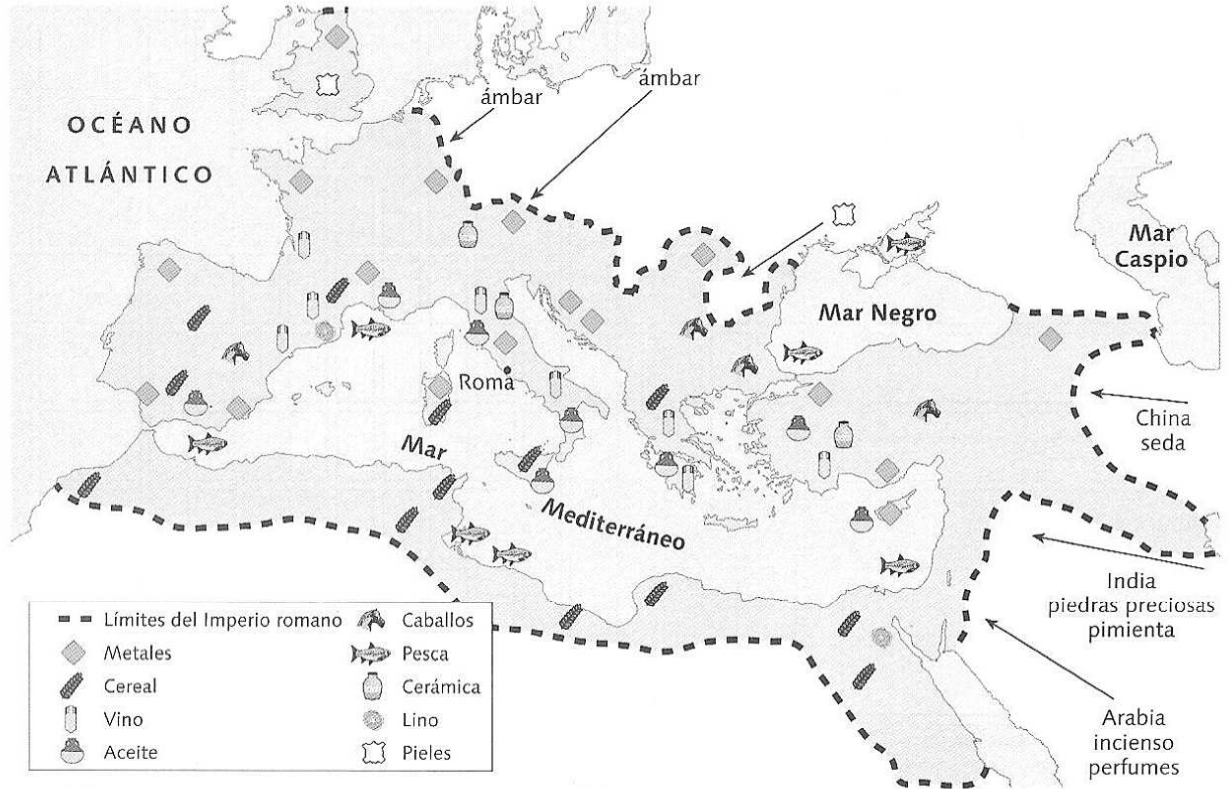 ámbar
ámbar
OCÉANO
ATLÁNTICO
Mar
Caspio
Mar Negro
Roma
China
seda
Mar
Mediterráneo
India
piedras preciosas
pimienta
Arabia
incienso
perfumes
Límites del Imperio romano
Metales
Cereal
Vino
Aceite
Caballos
Pesca
Cerámica
Lino
Pieles